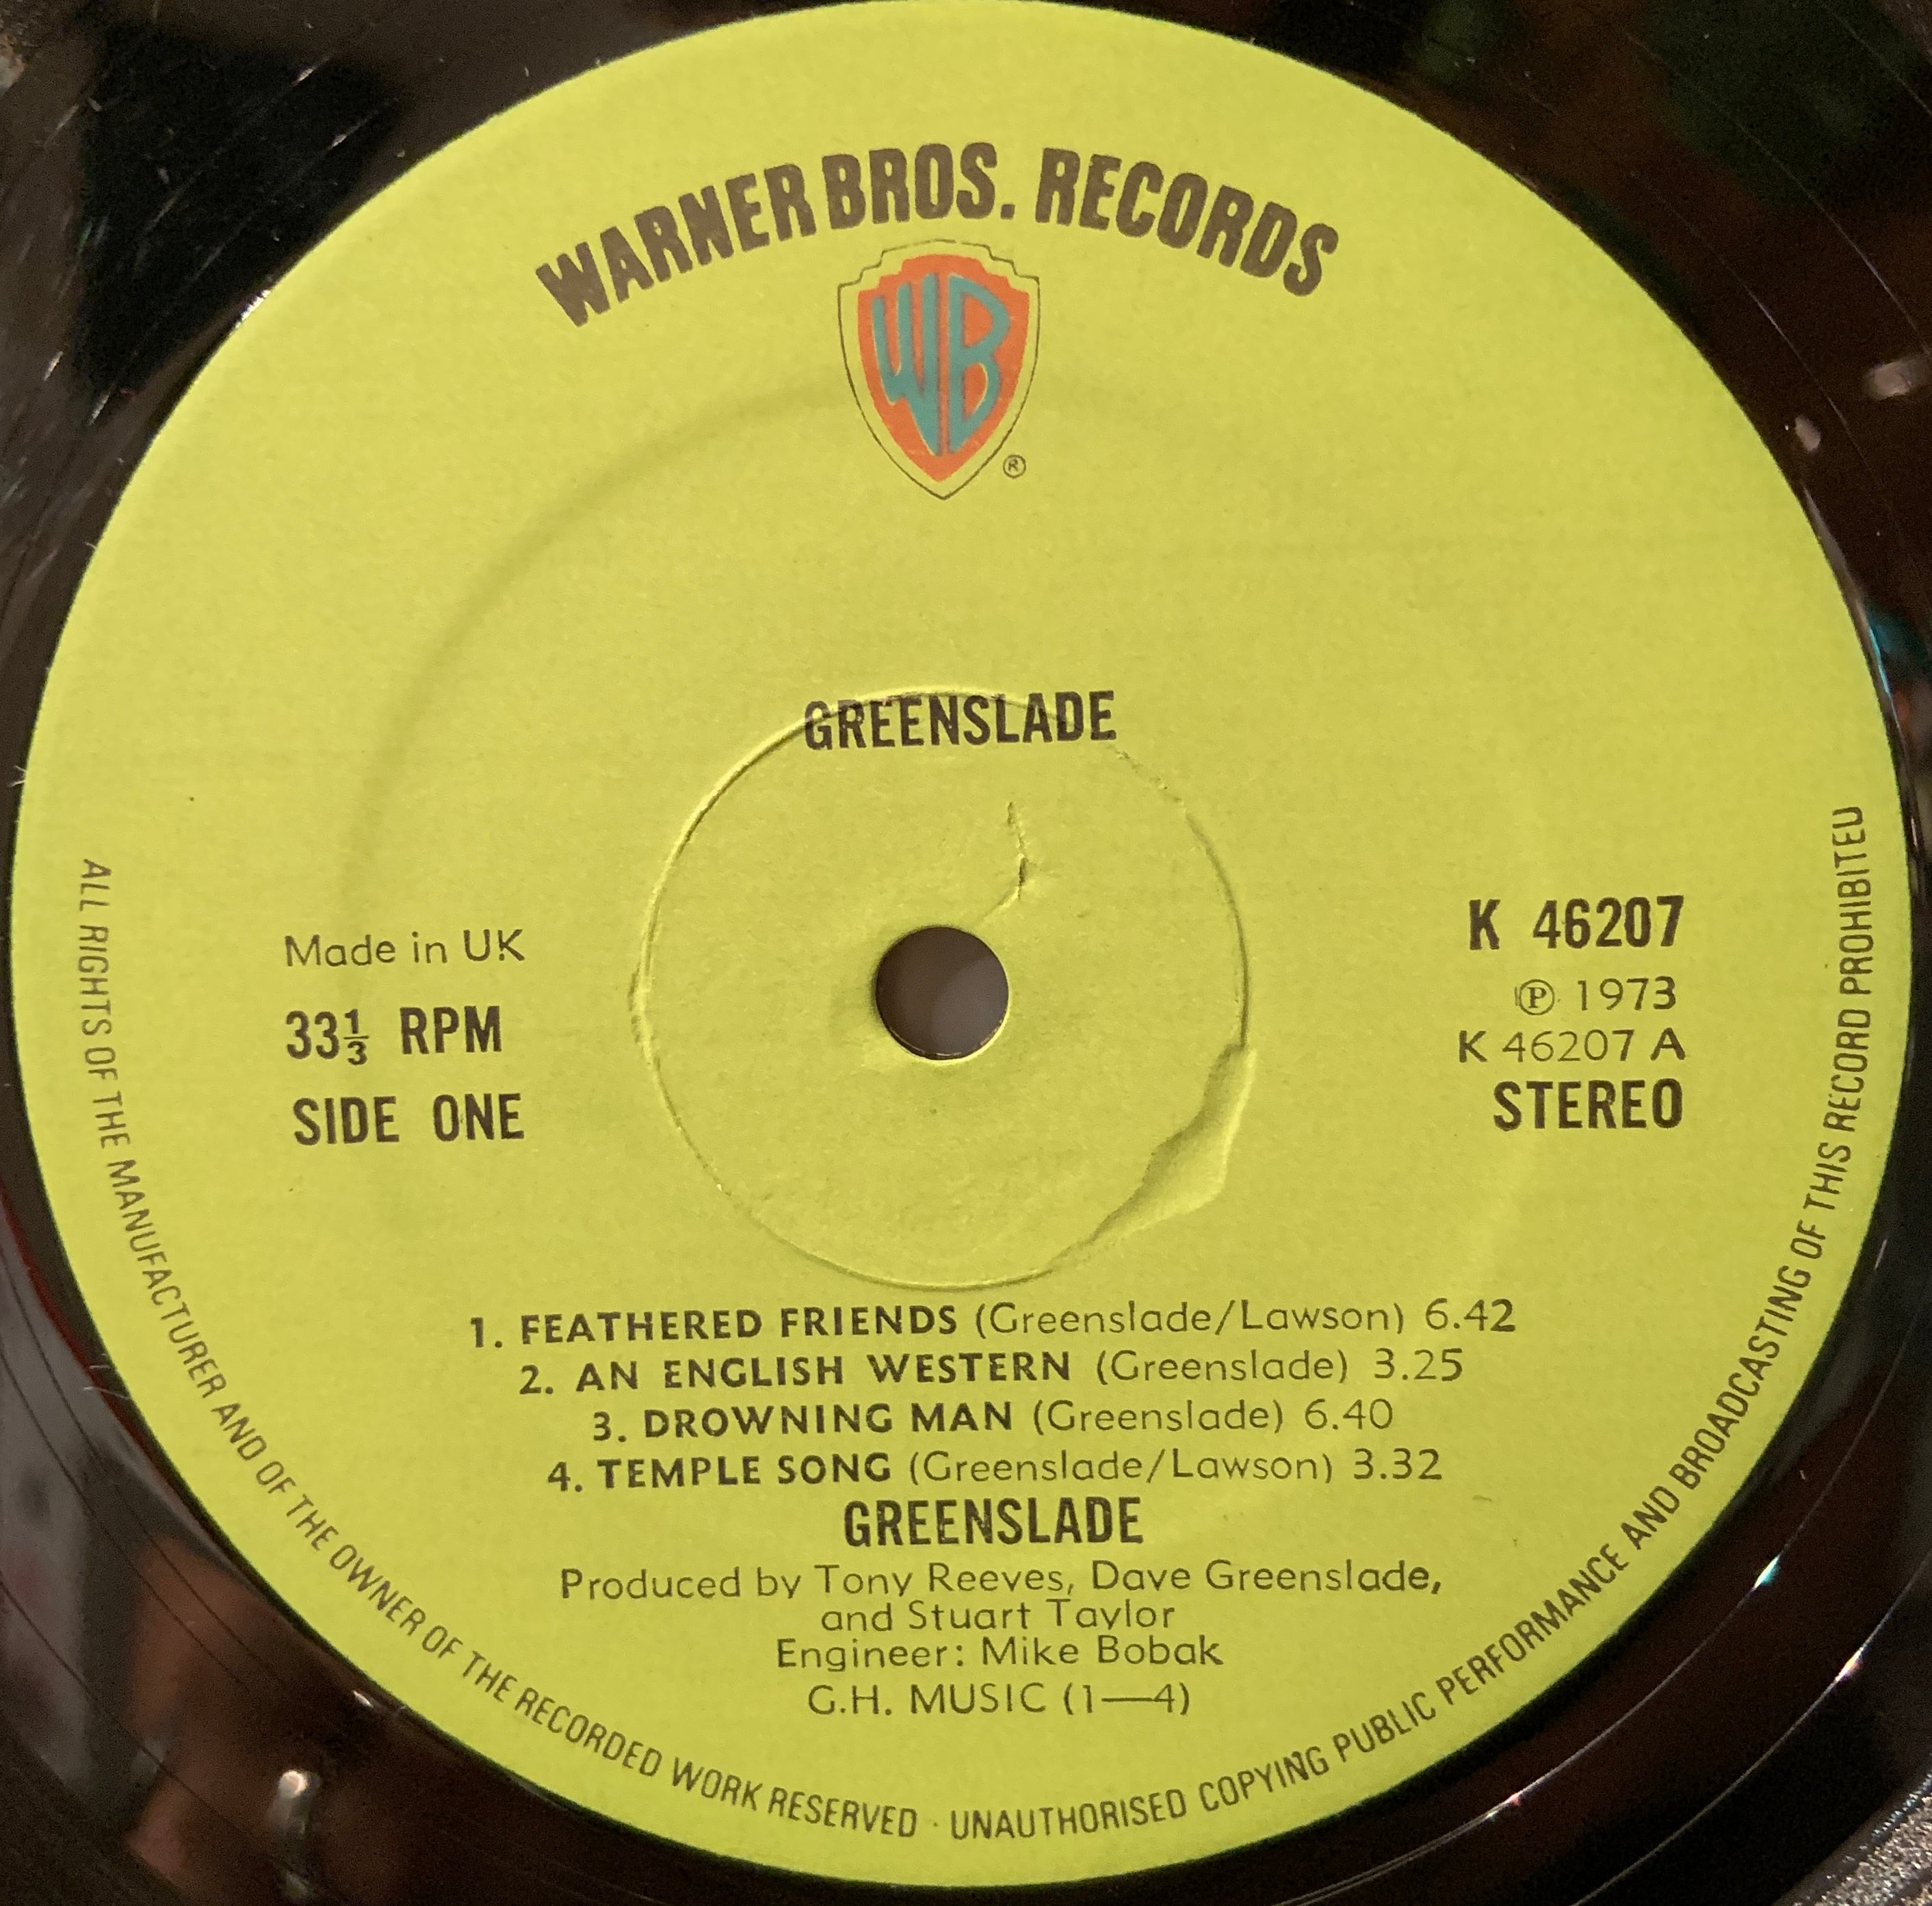 WARNER BROS. RECORDS
WB
®
GREENSLADE
Made in UK
33⅓ RPM
SIDE ONE
K 46207
℗ 1973
K 46207 A
STEREO
1. FEATHERED FRIENDS (Greenslade/Lawson) 6.42
2. AN ENGLISH WESTERN (Greenslade) 3.25
3. DROWNING MAN (Greenslade) 6.40
4. TEMPLE SONG (Greenslade/Lawson) 3.32
GREENSLADE
Produced by Tony Reeves, Dave Greenslade,
and Stuart Taylor
Engineer: Mike Bobak
G.H. MUSIC (1—4)
ALL RIGHTS OF THE MANUFACTURER AND OF THE OWNER OF THE RECORDED WORK RESERVED · UNAUTHORISED COPYING PUBLIC PERFORMANCE AND BROADCASTING OF THIS RECORD PROHIBITED